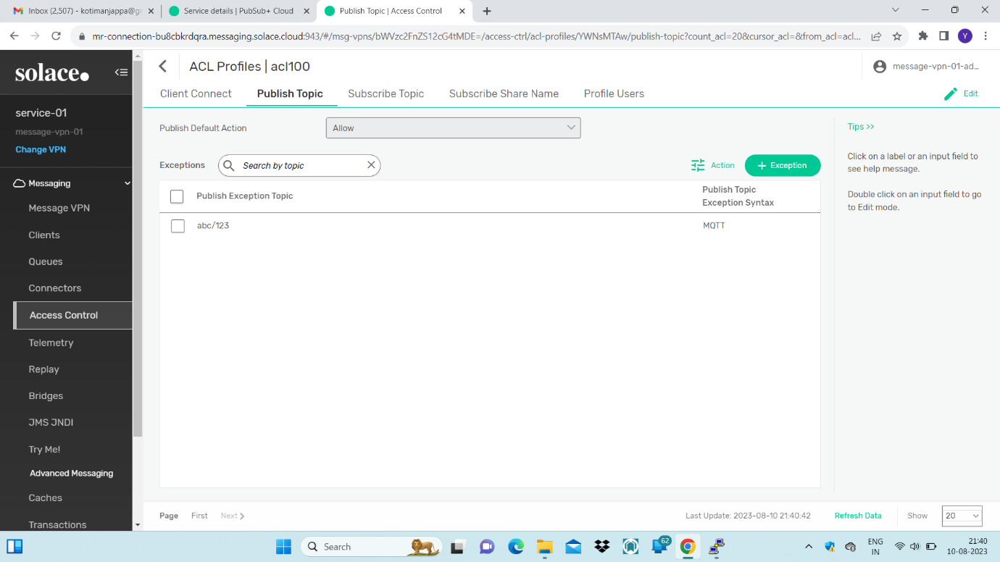 Inbox (2,507) - kotimanjappa@g
Service details | PubSub+ Cloud
Publish Topic | Access Control
mr-connection-bu8cbkrdqra.messaging.solace.cloud:943/#/msg-vpns/bWVzc2FnZS12cG4tMDE=/access-ctrl/acl-profiles/YWNsMTAw/publish-topic?count_acl=20&cursor_acl=&from_acl=acl...
Y
solace.
ACL Profiles | acl100
message-vpn-01-ad...
Client Connect
Publish Topic
Subscribe Topic
Subscribe Share Name
Profile Users
Edit
service-01
message-vpn-01
Change VPN
Messaging
Message VPN
Clients
Queues
Connectors
Access Control
Telemetry
Replay
Bridges
JMS JNDI
Try Me!
Advanced Messaging
Caches
Transactions
Publish Default Action
Allow
Exceptions
Search by topic
Action
+ Exception
Publish Exception Topic
Publish Topic
Exception Syntax
abc/123
MQTT
Tips >>
Click on a label or an input field to
see help message.
Double click on an input field to go
to Edit mode.
Page
First
Next
Last Update: 2023-08-10 21:40:42
Refresh Data
Show
20
Search
62
ENG
IN
21:40
10-08-2023